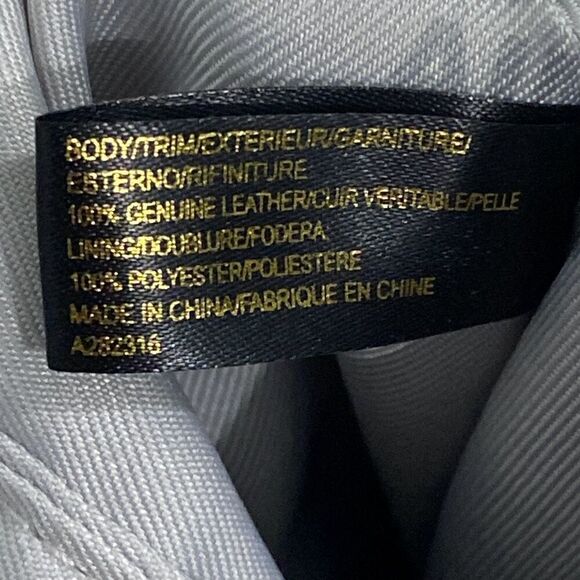 BODY/TRIM/EXTERIEUR/GARNITURE/
ESTERNO/RIFINITURE
100% GENUINE LEATHER/CUIR VERITABLE/PELLE
LINING/DOUBLURE/FODERA
100% POLYESTER/POLIESTERE
MADE IN CHINA/FABRIQUE EN CHINE
A282316